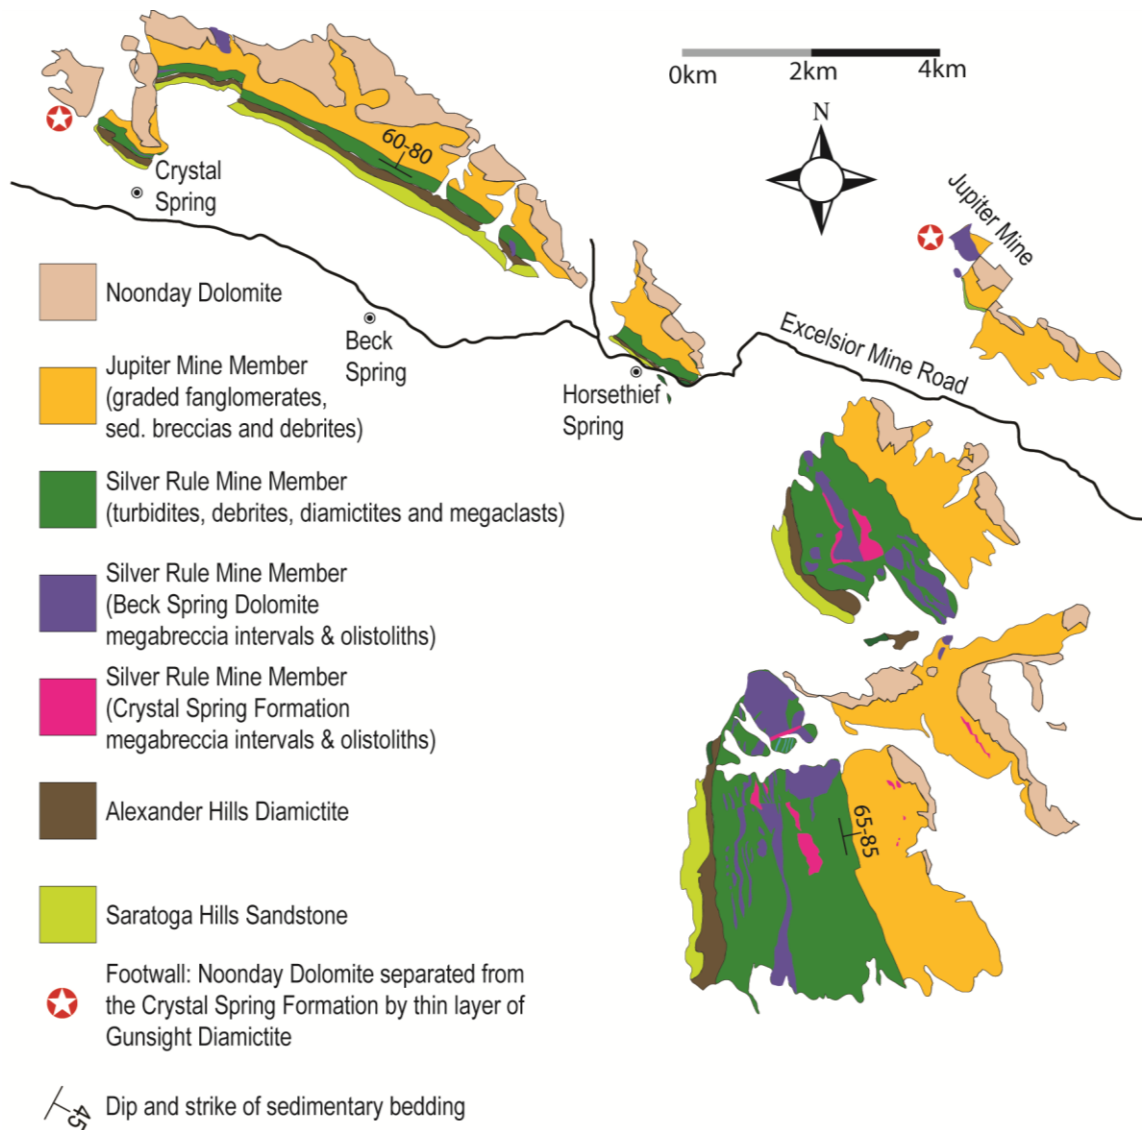 0km
2km
4km
N
60-80
Crystal
Spring
Jupiter Mine
Noonday Dolomite
Beck
Spring
Excelsior Mine Road
Horsethief
Spring
Jupiter Mine Member
(graded fanglomerates,
sed. breccias and debrites)
Silver Rule Mine Member
(turbidites, debrites, diamictites and megaclasts)
Silver Rule Mine Member
(Beck Spring Dolomite
megabreccia intervals & olistoliths)
Silver Rule Mine Member
(Crystal Spring Formation
megabreccia intervals & olistoliths)
Alexander Hills Diamictite
65-85
Saratoga Hills Sandstone
Footwall: Noonday Dolomite separated from
the Crystal Spring Formation by thin layer of
Gunsight Diamictite
45
Dip and strike of sedimentary bedding